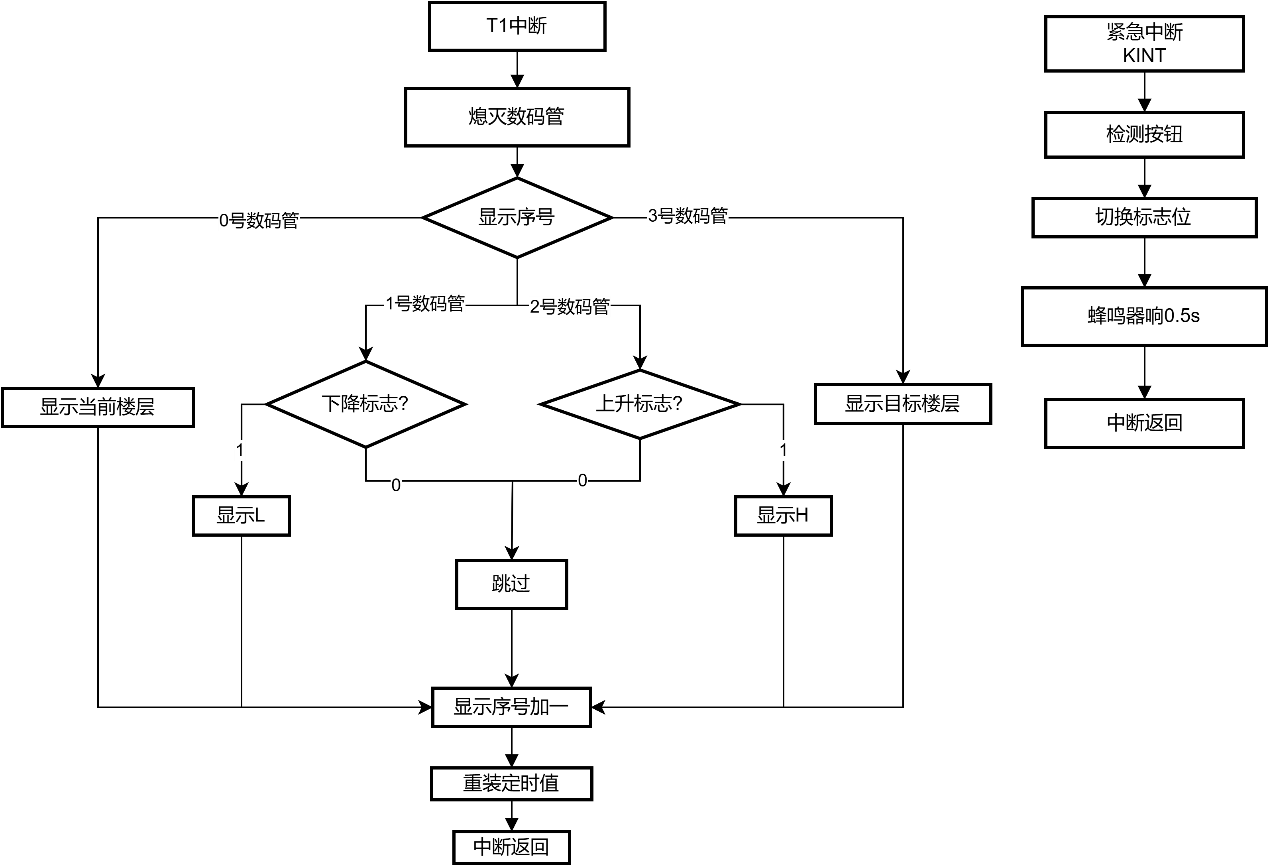 T1中断
熄灭数码管
显示序号
0号数码管
3号数码管
1号数码管
2号数码管
下降标志?
上升标志?
显示当前楼层
显示目标楼层
1
1
0
0
显示L
显示H
跳过
显示序号加一
重装定时值
中断返回
紧急中断
KINT
检测按钮
切换标志位
蜂鸣器响0.5s
中断返回